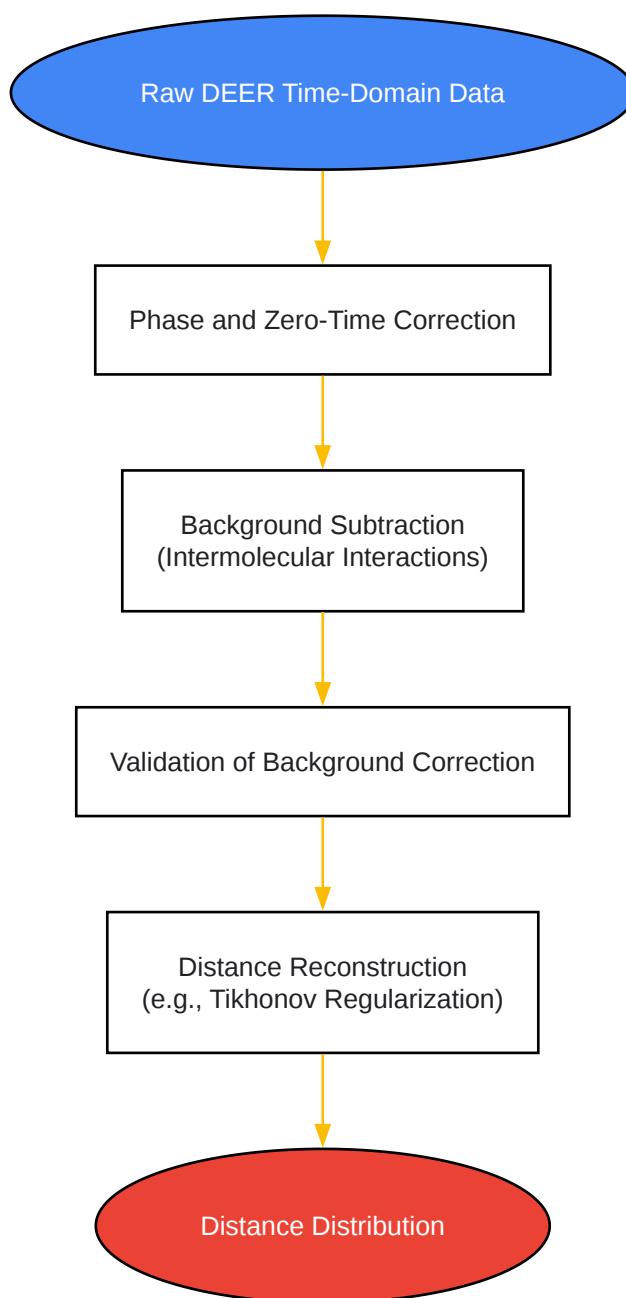 Raw DEER Time-Domain Data
Phase and Zero-Time Correction
Background Subtraction
(Intermolecular Interactions)
Validation of Background Correction
Distance Reconstruction
(e.g., Tikhonov Regularization)
Distance Distribution